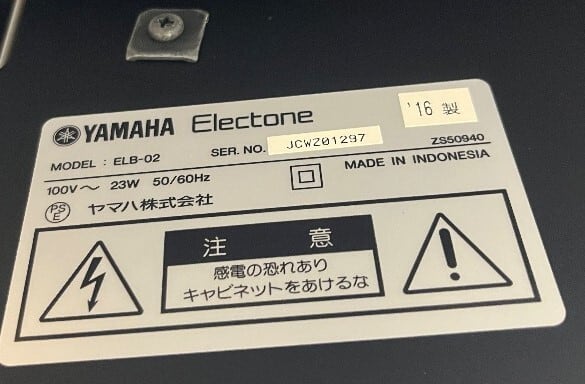 YAMAHA Electone '16 製
MODEL : ELB-02 SER. NO. JCWZ01297 ZS50940
100V～ 23W 50/60Hz MADE IN INDONESIA
PS
E ヤマハ株式会社
注 意
感電の恐れあり
キャビネットをあけるな